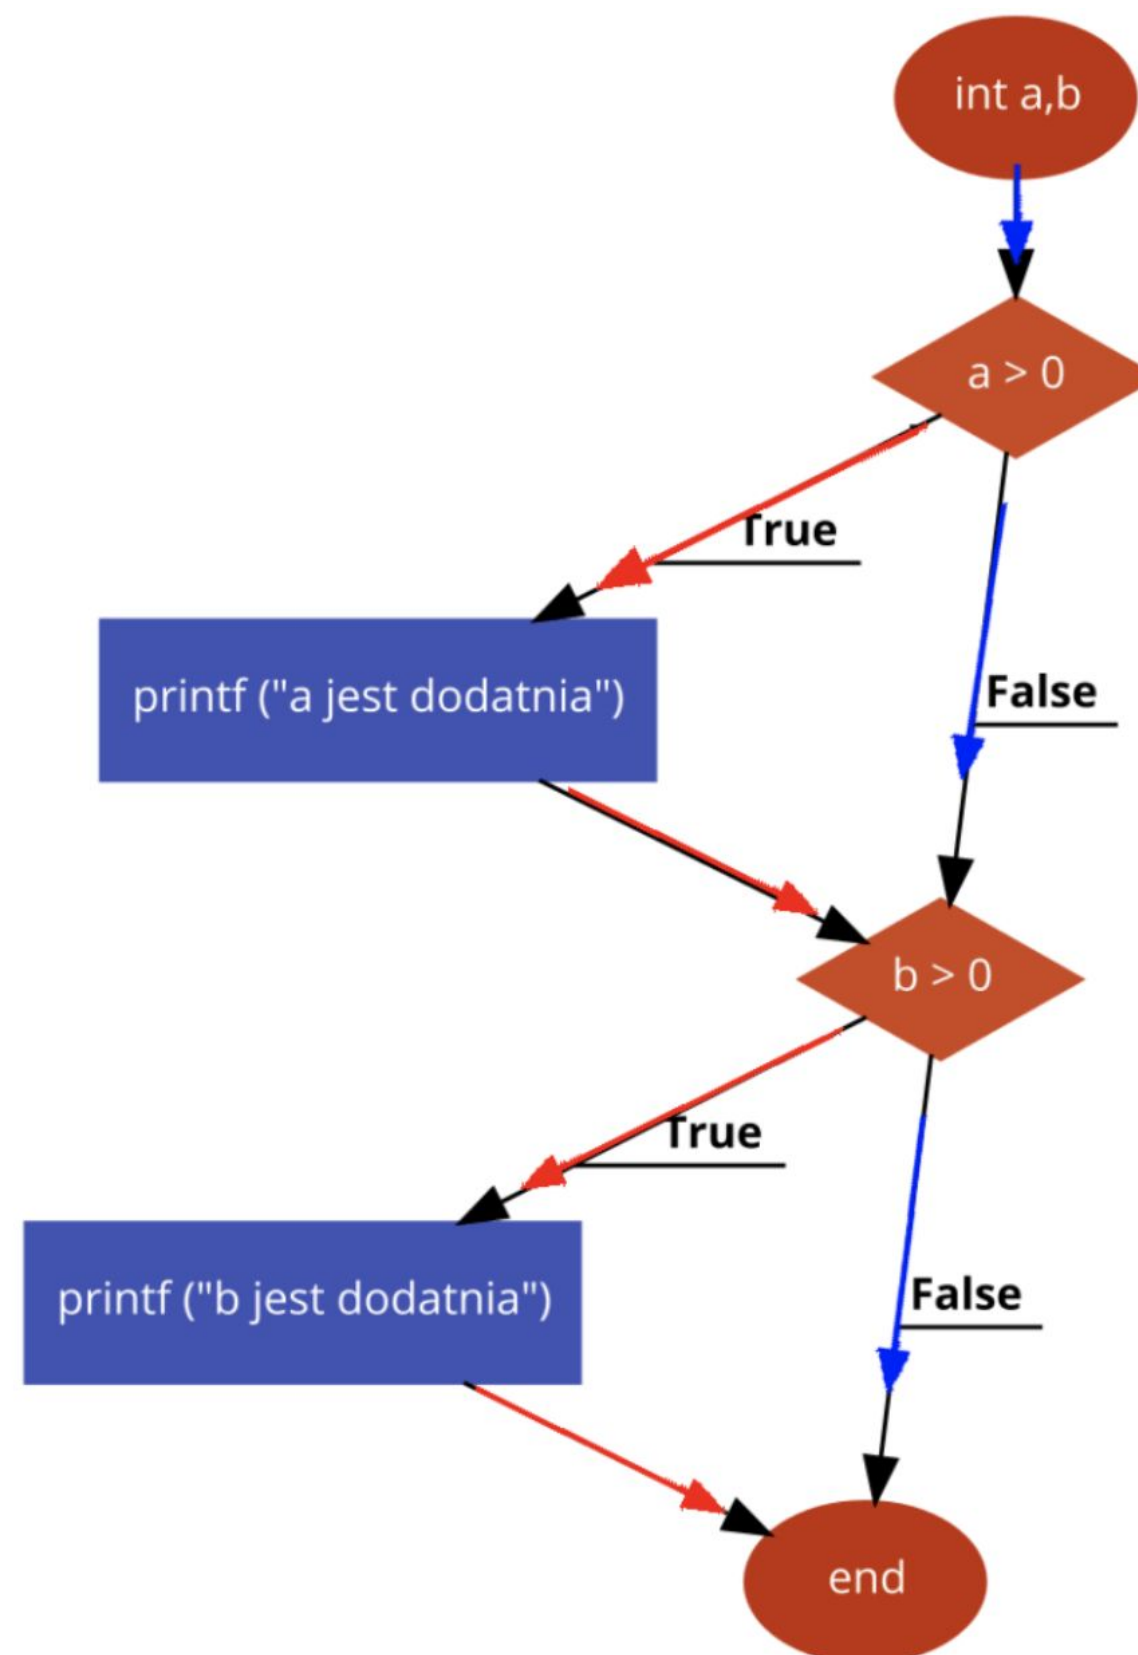 int a,b
a > 0
True
printf ("a jest dodatnia")
False
b > 0
True
printf ("b jest dodatnia")
False
end